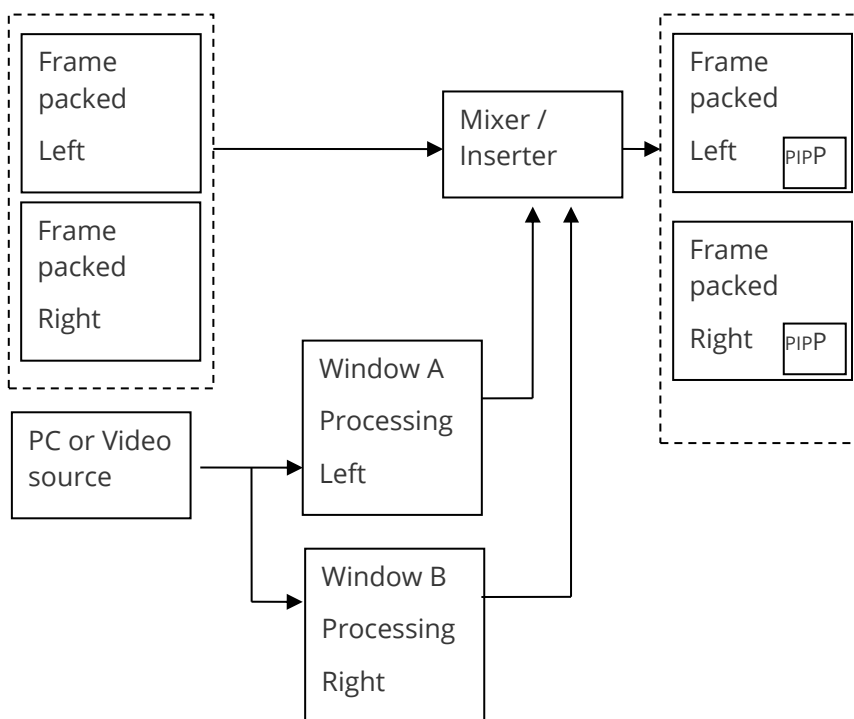 Frame
packed
Left
Frame
packed
Right
Mixer /
Inserter
Frame
packed
Left
PIPP
Frame
packed
Right
PIPP
Window A
Processing
Left
PC or Video
source
Window B
Processing
Right